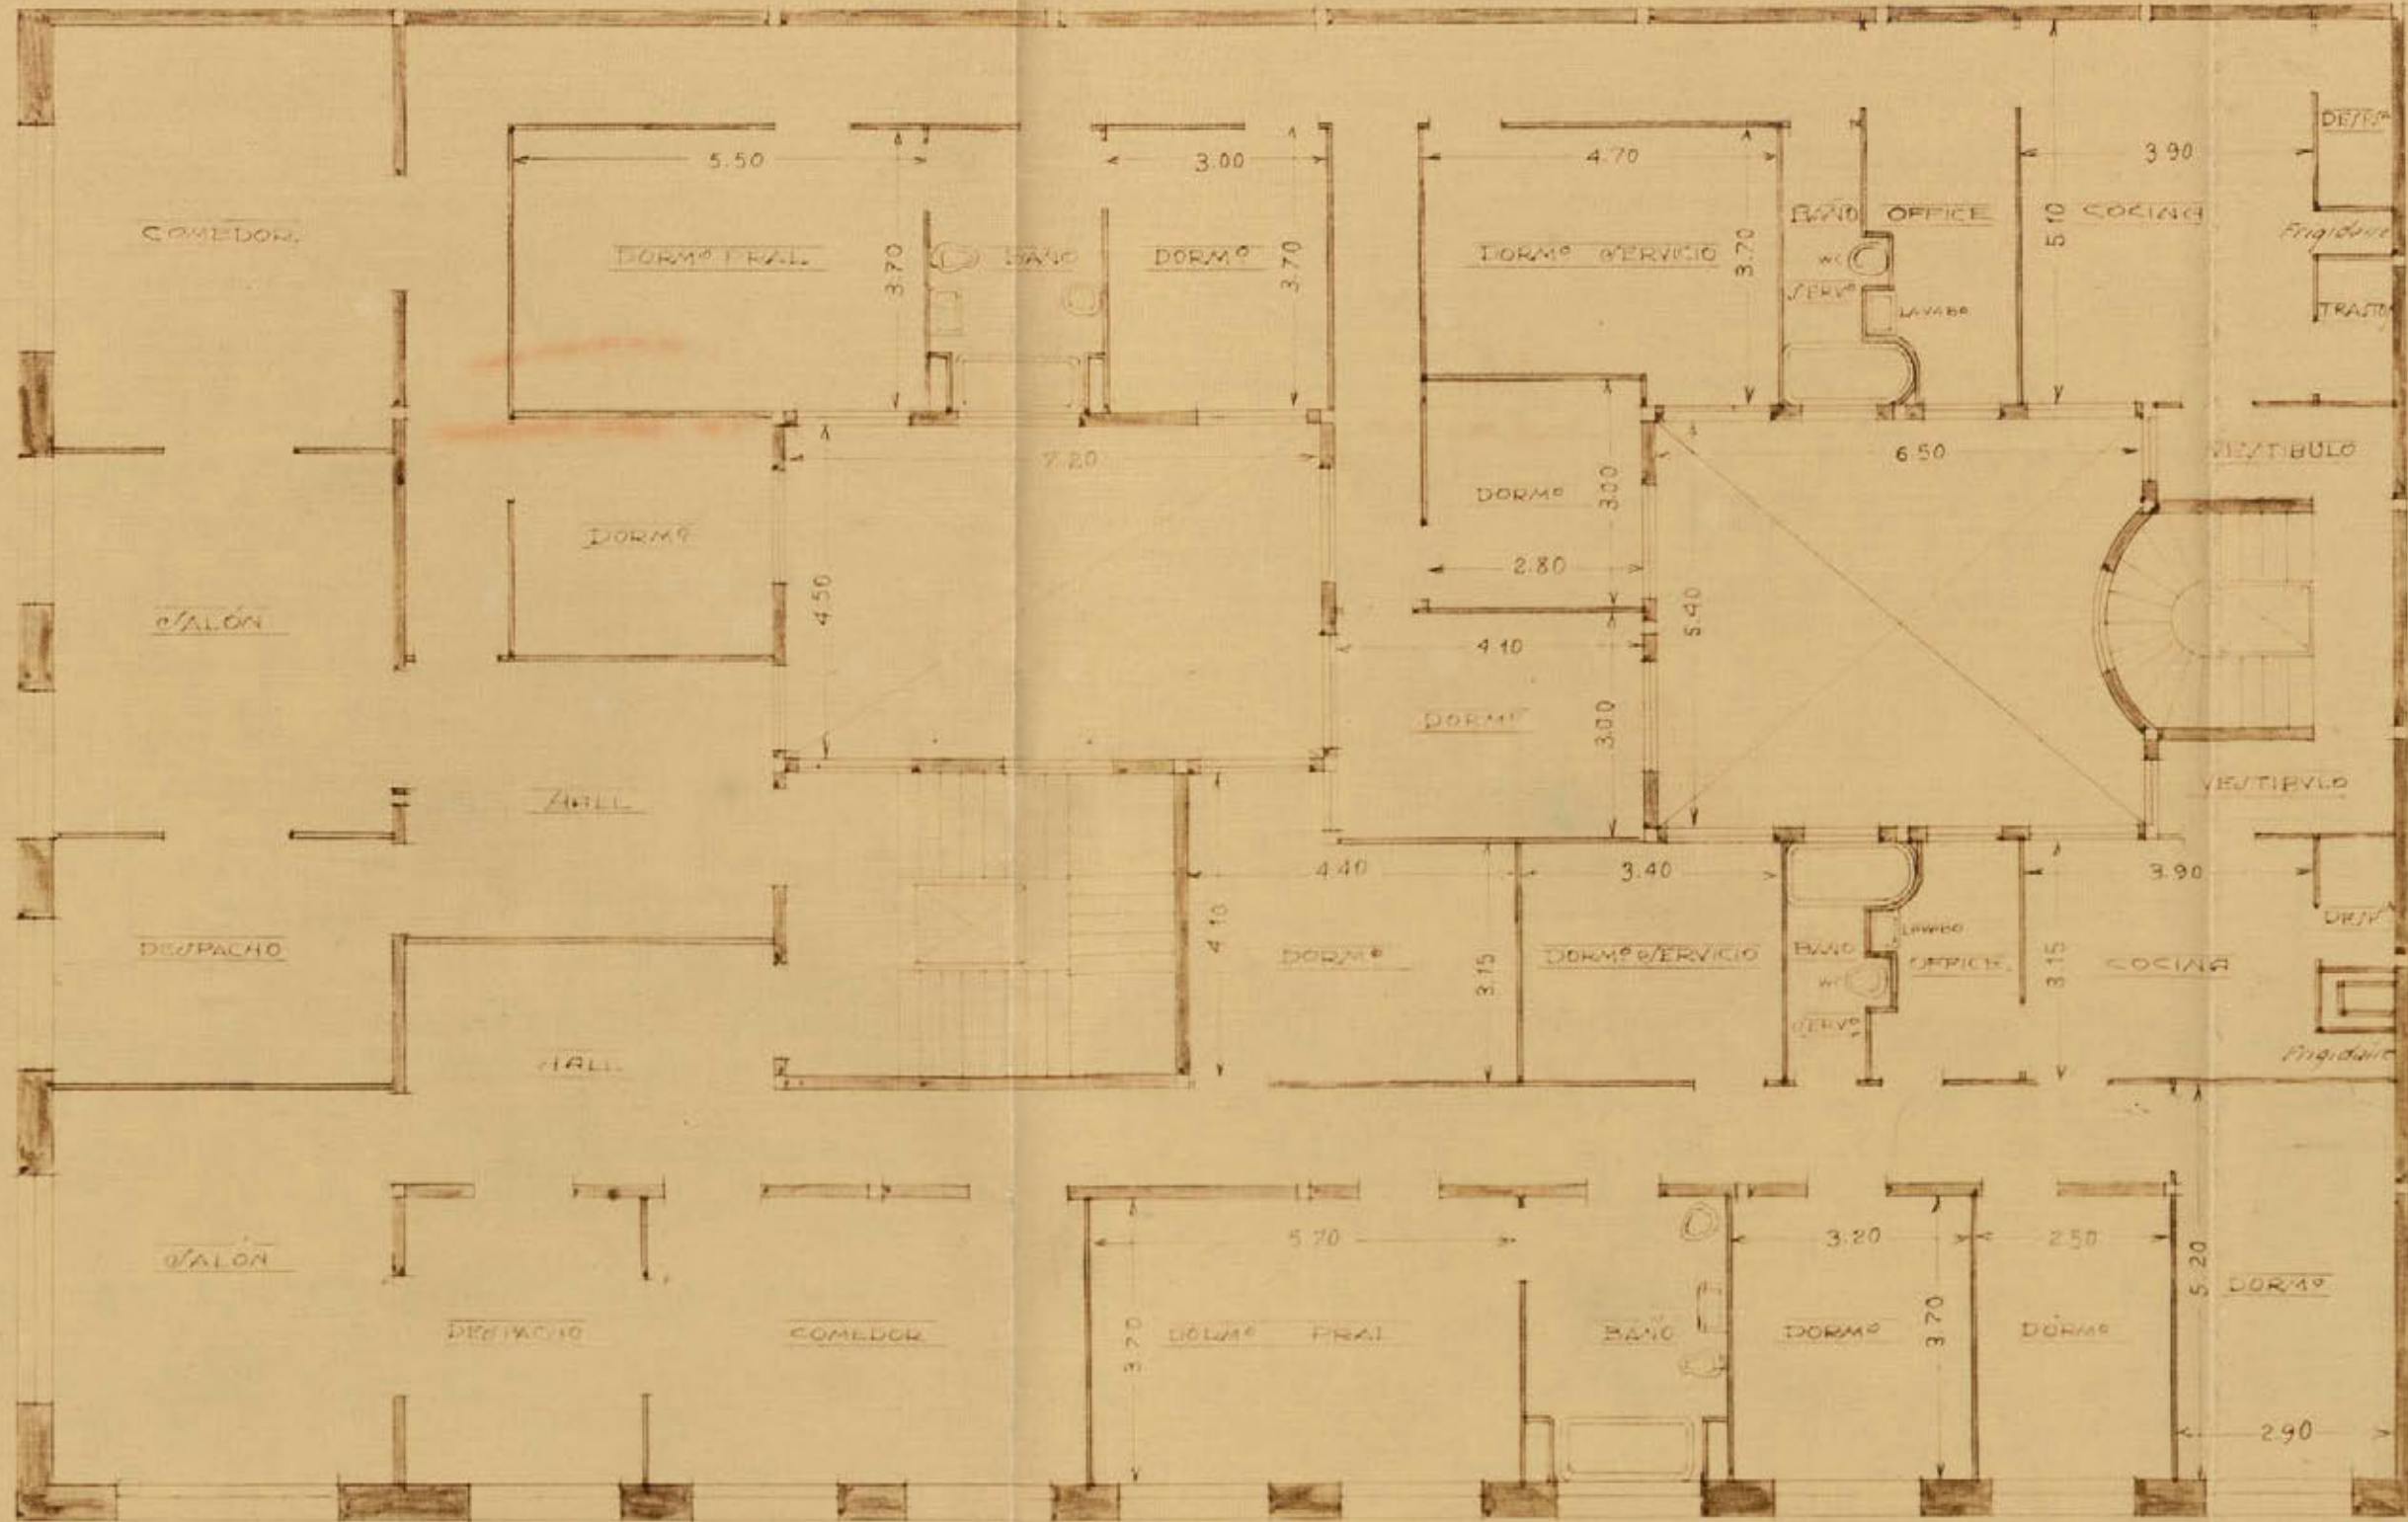 5.50
3.00
4.70
3.90
COMEDOR.
DORMº PRAL.
3.70
BAÑO
DORMº
3.70
DORMº SERVICIO
3.70
BAÑO
WC
SERVº
OFFICE
LAVABO
5.10
COCINA
DESPSA
Frigidaire
TRASTO
7.20
6.50
VESTIBULO
DORMº
4.50
DORMº
3.00
2.80
5.40
SALÓN
4.10
DORMº
3.00
HALL
VESTIBULO
4.40
3.40
3.90
DESPACHO
4.10
DORMº
3.15
DORMº SERVICIO
BAÑO
WC
SERVº
LAVABO
OFFICE.
3.15
COCINA
DESP
Frigidaire
HALL
5.70
3.20
2.50
SALÓN
5.20
DORMº
DESPACHO
COMEDOR
3.70
DORMº PRAL
BAÑO
DORMº
3.70
DORMº
2.90